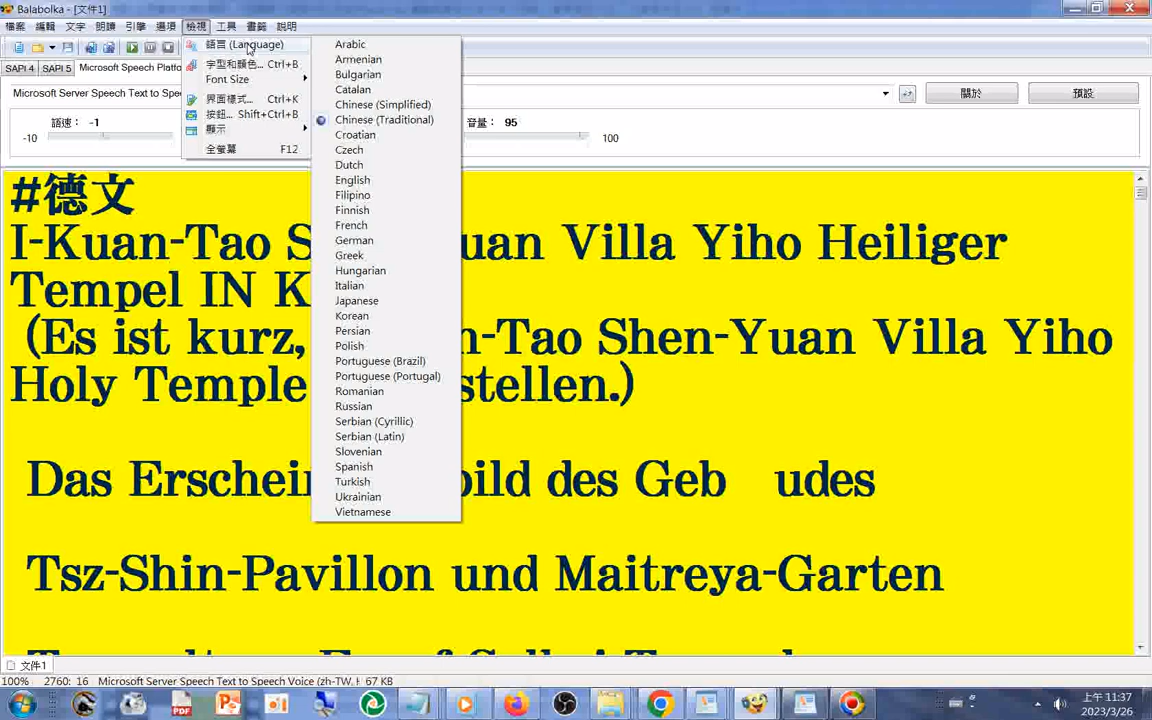 Balabolka - [文件1]
檔案 編輯 文字 朗讀 引擎 選項 檢視 工具 書籤 說明
SAPI 4 SAPI 5 Microsoft Speech Platfo
Microsoft Server Speech Text to Spe
關於 預設
語速： -1
-10
音量： 95
100
語言 (Language)
字型和顏色... Ctrl+B
Font Size
界面樣式... Ctrl+K
按鈕... Shift+Ctrl+B
顯示
全螢幕 F12
Arabic
Armenian
Bulgarian
Catalan
Chinese (Simplified)
Chinese (Traditional)
Croatian
Czech
Dutch
English
Filipino
Finnish
French
German
Greek
Hungarian
Italian
Japanese
Korean
Persian
Polish
Portuguese (Brazil)
Portuguese (Portugal)
Romanian
Russian
Serbian (Cyrillic)
Serbian (Latin)
Slovenian
Spanish
Turkish
Ukrainian
Vietnamese
#德文
I-Kuan-Tao S uan Villa Yiho Heiliger
Tempel IN K
(Es ist kurz, n-Tao Shen-Yuan Villa Yiho
Holy Temple stellen.)
Das Erschein bild des Geb udes
Tsz-Shin-Pavillon und Maitreya-Garten
文件1
100% 2760: 16 Microsoft Server Speech Text to Speech Voice (zh-TW, 67 KB
上午 11:37
2023/3/26